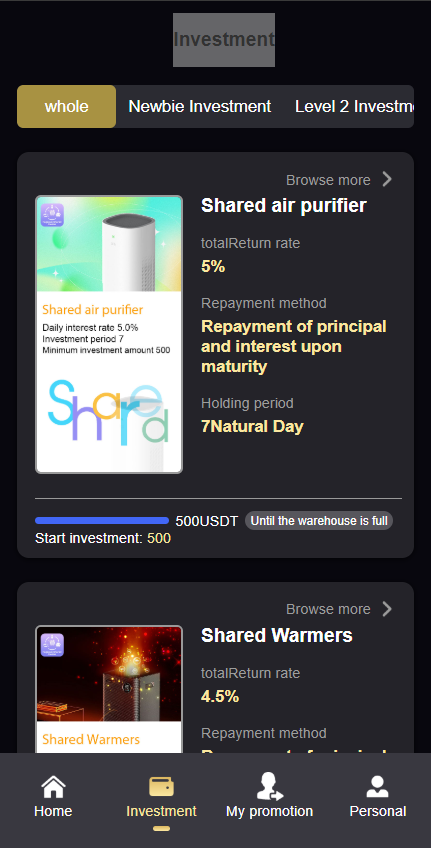 Investment
whole
Newbie Investment
Level 2 Investm
Browse more
Shared air purifier
totalReturn rate
5%
Repayment method
Repayment of principal
and interest upon
maturity
Holding period
7Natural Day
Shared air purifier
Daily interest rate 5.0%
Investment period 7
Minimum investment amount 500
Shared
500USDT
Until the warehouse is full
Start investment: 500
Browse more
Shared Warmers
totalReturn rate
4.5%
Repayment method
Shared Warmers
Home
Investment
My promotion
Personal